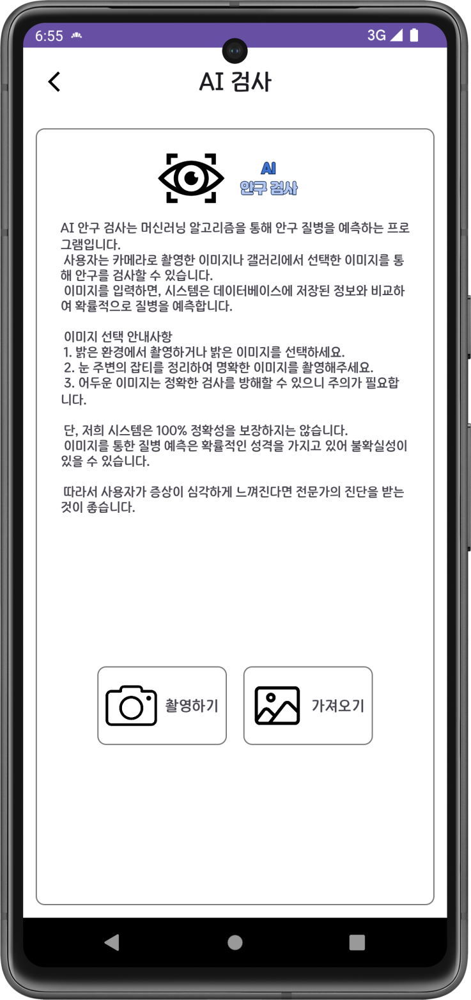 6:55
3G
AI 검사
AI
안구 검사
AI 안구 검사는 머신러닝 알고리즘을 통해 안구 질병을 예측하는 프로
그램입니다.
사용자는 카메라로 촬영한 이미지나 갤러리에서 선택한 이미지를 통
해 안구를 검사할 수 있습니다.
이미지를 입력하면, 시스템은 데이터베이스에 저장된 정보와 비교하
여 확률적으로 질병을 예측합니다.
이미지 선택 안내사항
1. 밝은 환경에서 촬영하거나 밝은 이미지를 선택하세요.
2. 눈 주변의 잡티를 정리하여 명확한 이미지를 촬영해주세요.
3. 어두운 이미지는 정확한 검사를 방해할 수 있으니 주의가 필요합
니다.
단, 저희 시스템은 100% 정확성을 보장하지는 않습니다.
이미지를 통한 질병 예측은 확률적인 성격을 가지고 있어 불확실성이
있을 수 있습니다.
따라서 사용자가 증상이 심각하게 느껴진다면 전문가의 진단을 받는
것이 좋습니다.
촬영하기
가져오기